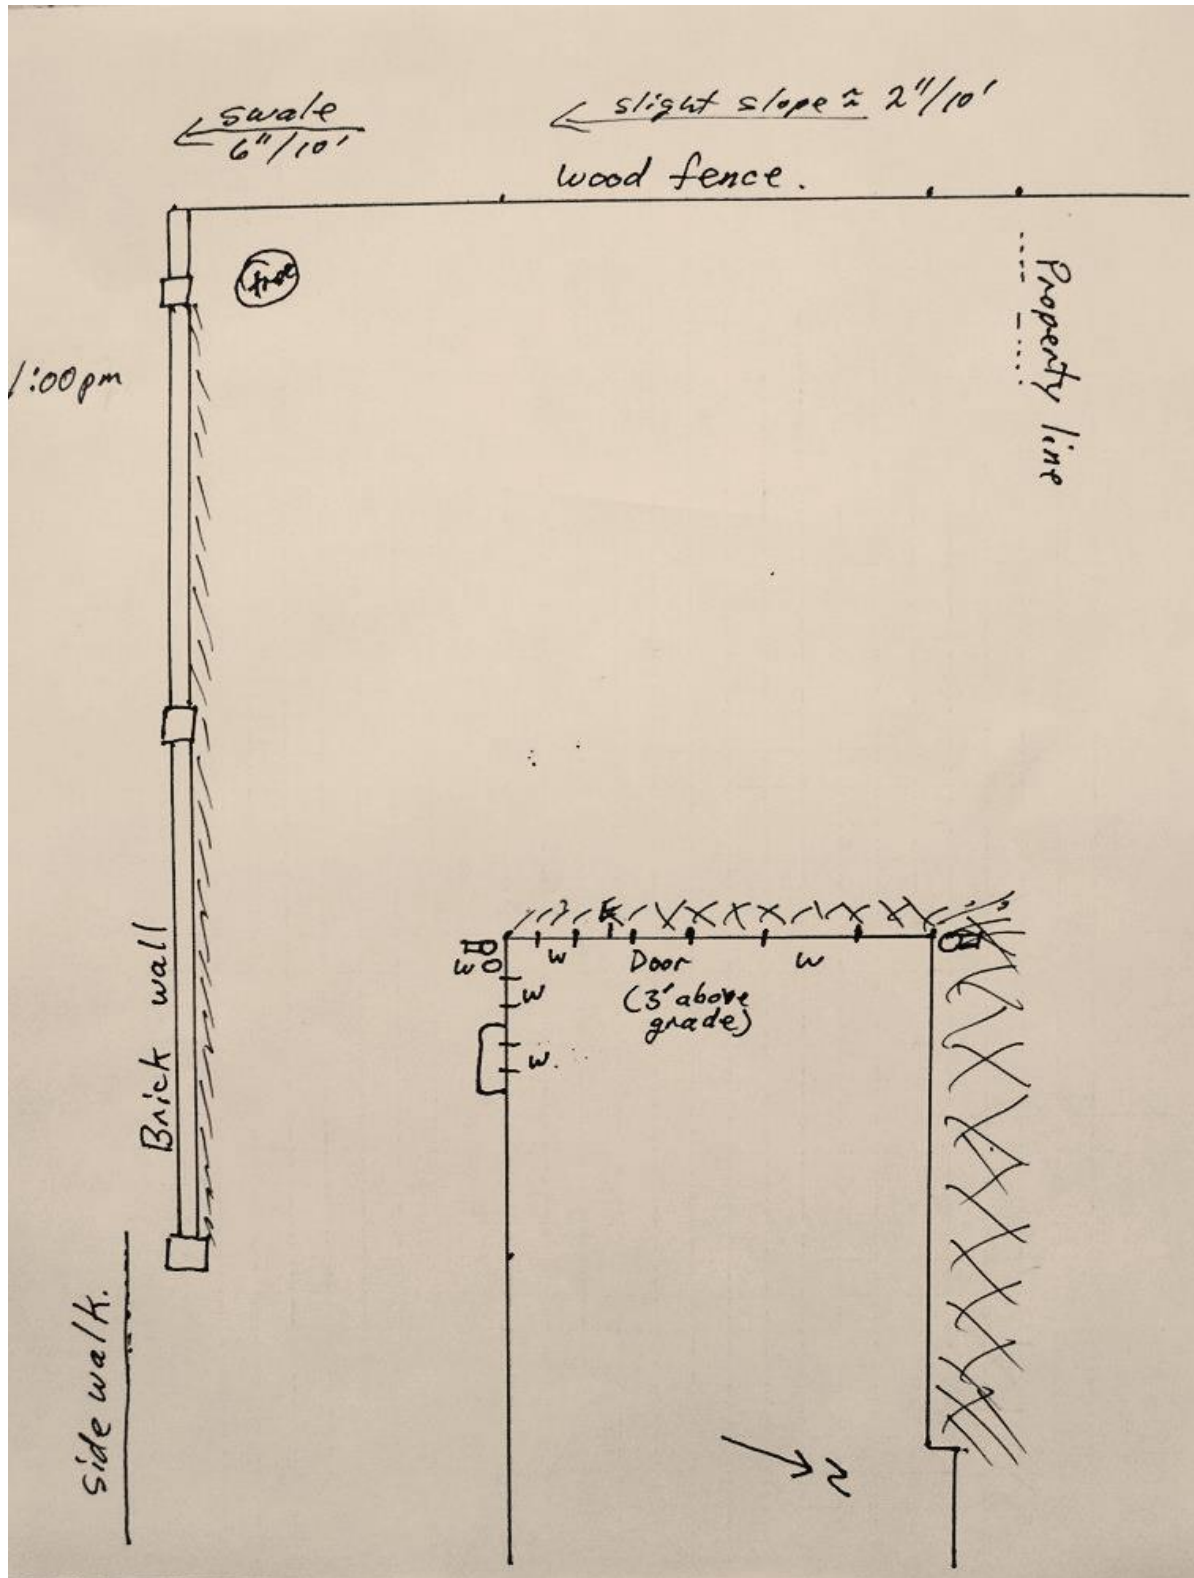 swale
6"/10'
slight slope ≈ 2"/10'
wood fence.
tree
Property line
1:00pm
Brick wall
W
W
Door
(3' above
grade)
W
W
W.
Side walk.
N